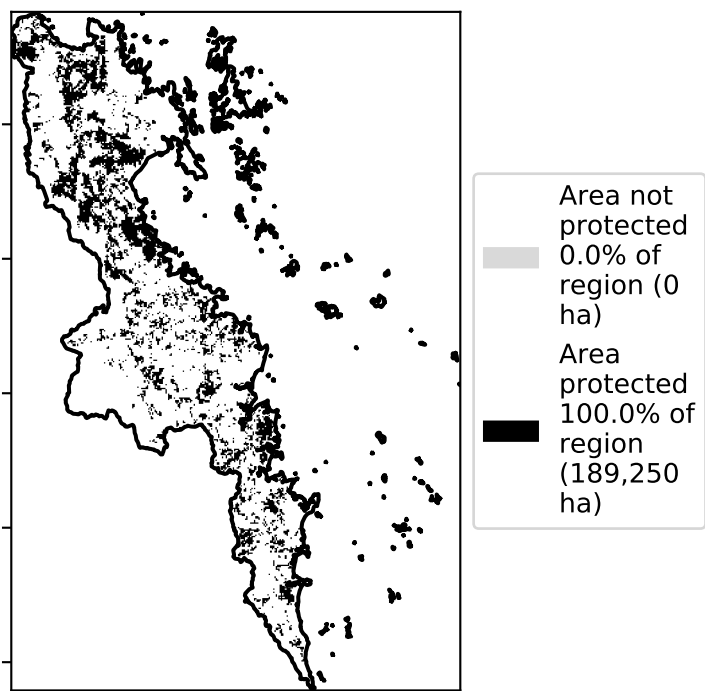 Area not
protected
0.0% of
region (0
ha)
Area
protected
100.0% of
region
(189,250
ha)